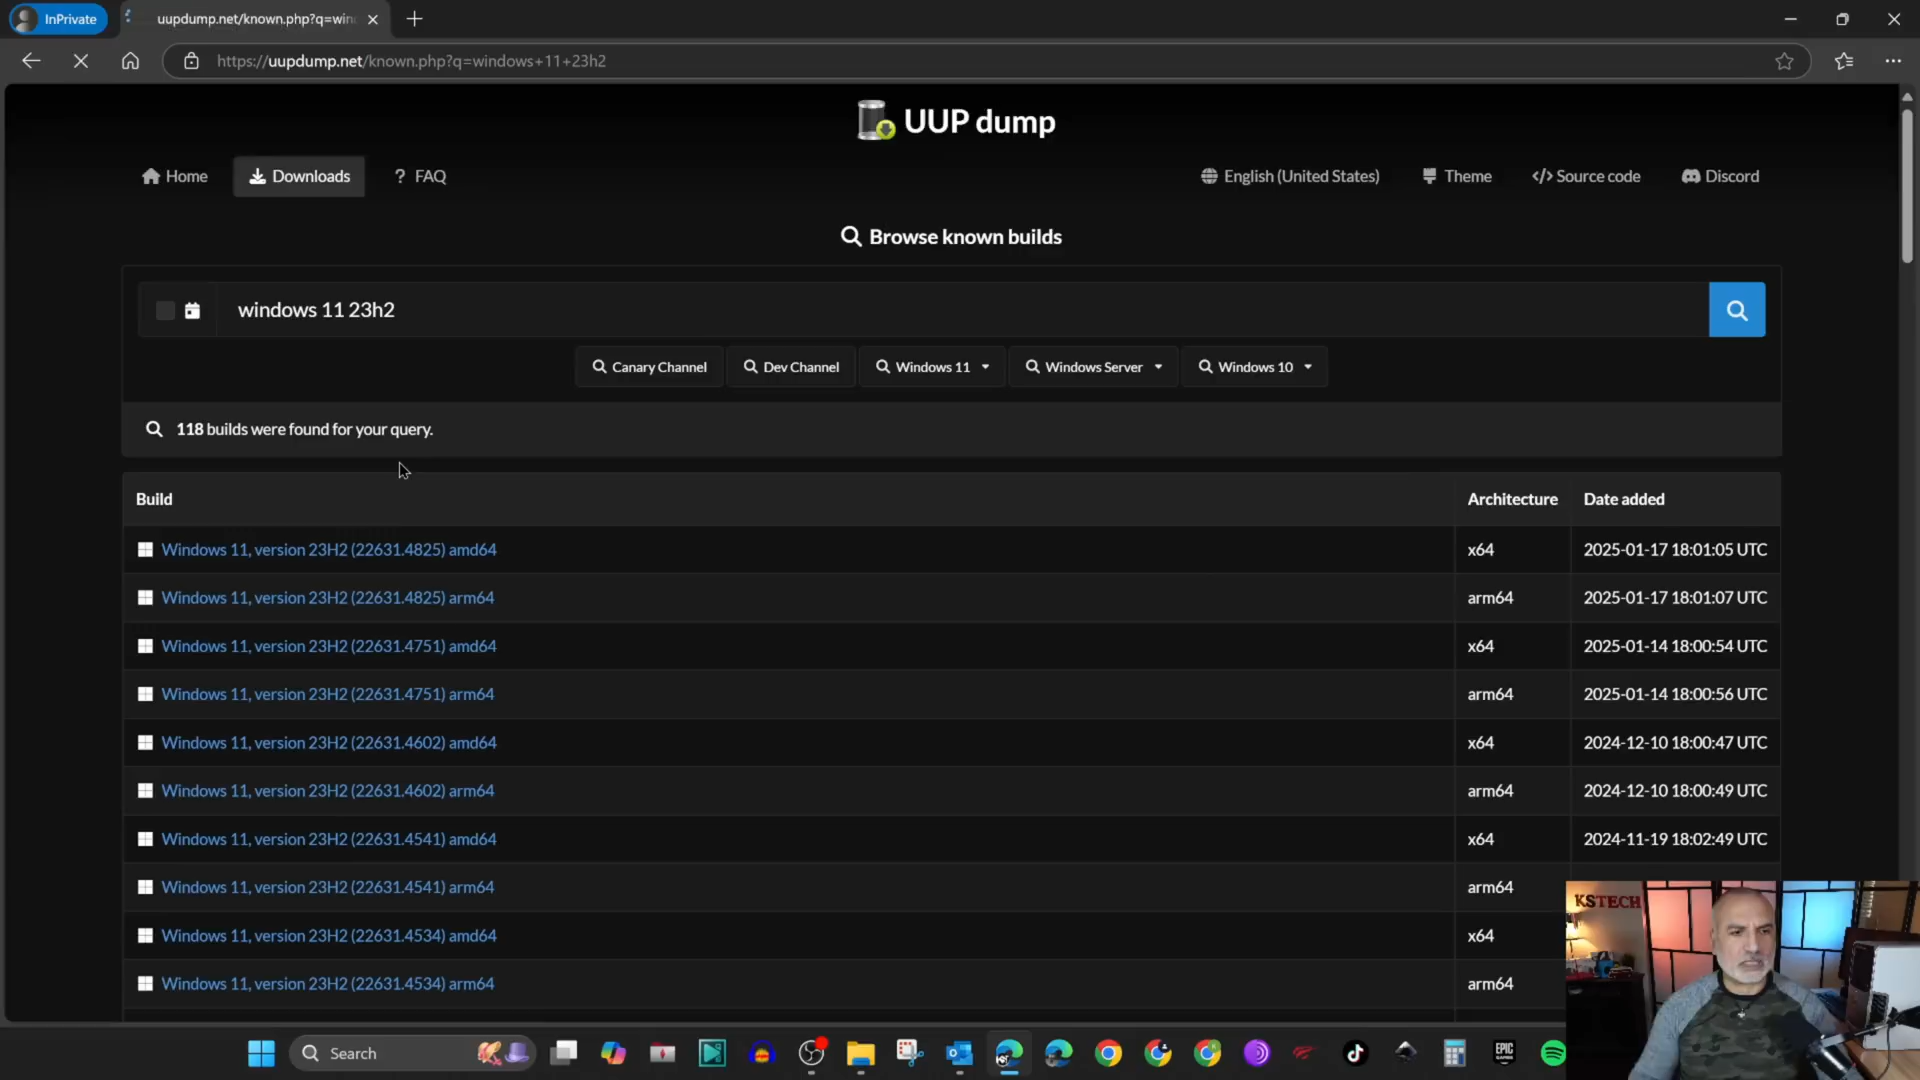 InPrivate
uupdump.net/known.php?q=win
https://uupdump.net/known.php?q=windows+11+23h2
UUP dump
Home
Downloads
? FAQ
English (United States)
Theme
</> Source code
Discord
Browse known builds
windows 11 23h2
Canary Channel
Dev Channel
Windows 11
Windows Server
Windows 10
118 builds were found for your query.
Build Architecture Date added
Windows 11, version 23H2 (22631.4825) amd64 x64 2025-01-17 18:01:05 UTC
Windows 11, version 23H2 (22631.4825) arm64 arm64 2025-01-17 18:01:07 UTC
Windows 11, version 23H2 (22631.4751) amd64 x64 2025-01-14 18:00:54 UTC
Windows 11, version 23H2 (22631.4751) arm64 arm64 2025-01-14 18:00:56 UTC
Windows 11, version 23H2 (22631.4602) amd64 x64 2024-12-10 18:00:47 UTC
Windows 11, version 23H2 (22631.4602) arm64 arm64 2024-12-10 18:00:49 UTC
Windows 11, version 23H2 (22631.4541) amd64 x64 2024-11-19 18:02:49 UTC
Windows 11, version 23H2 (22631.4541) arm64 arm64
Windows 11, version 23H2 (22631.4534) amd64 x64
Windows 11, version 23H2 (22631.4534) arm64 arm64
KSTECH
Search
EPIC